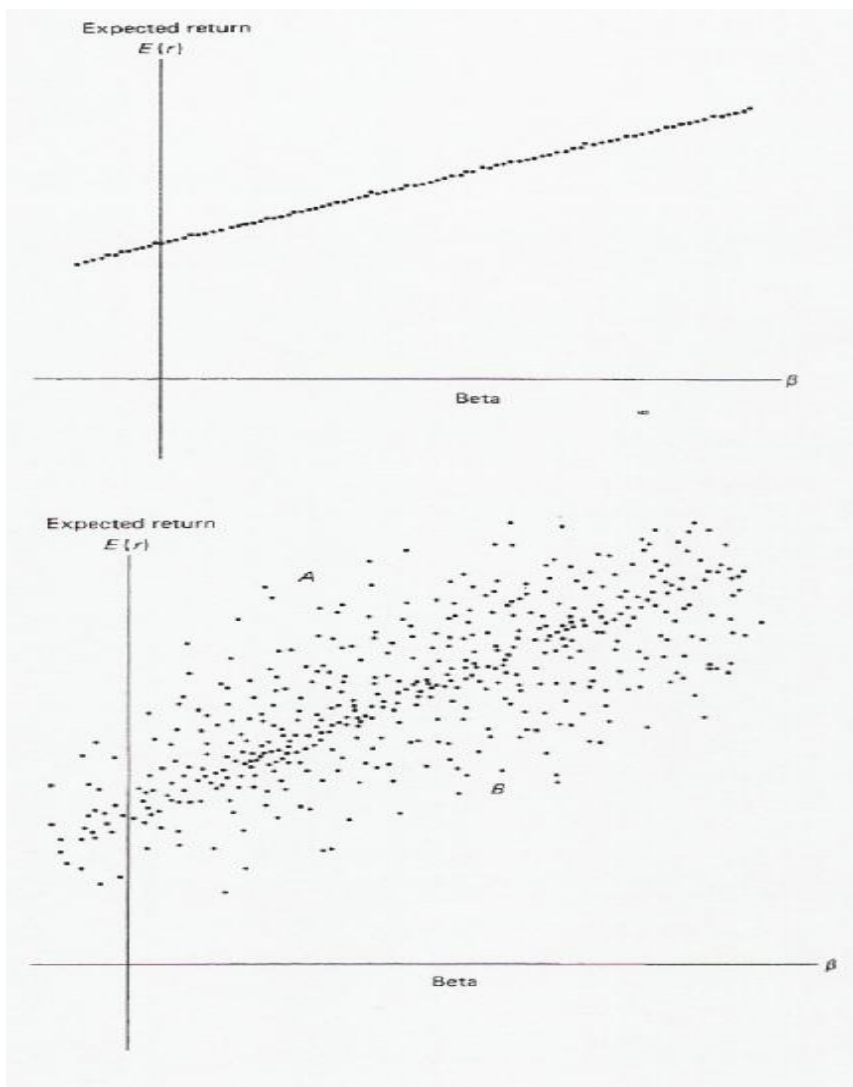 Expected return
E(r)
β
Beta
Expected return
E(r)
A
B
β
Beta